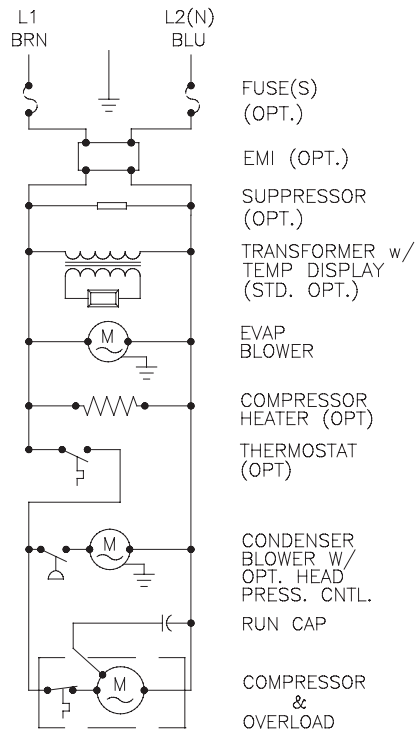 L1
BRN
L2(N)
BLU
FUSE(S)
(OPT.)
EMI (OPT.)
SUPPRESSOR
(OPT.)
TRANSFORMER w/
TEMP DISPLAY
(STD. OPT.)
M
EVAP
BLOWER
COMPRESSOR
HEATER (OPT)
THERMOSTAT
(OPT)
M
CONDENSER
BLOWER W/
OPT. HEAD
PRESS. CNTL.
RUN CAP
M
COMPRESSOR
&
OVERLOAD